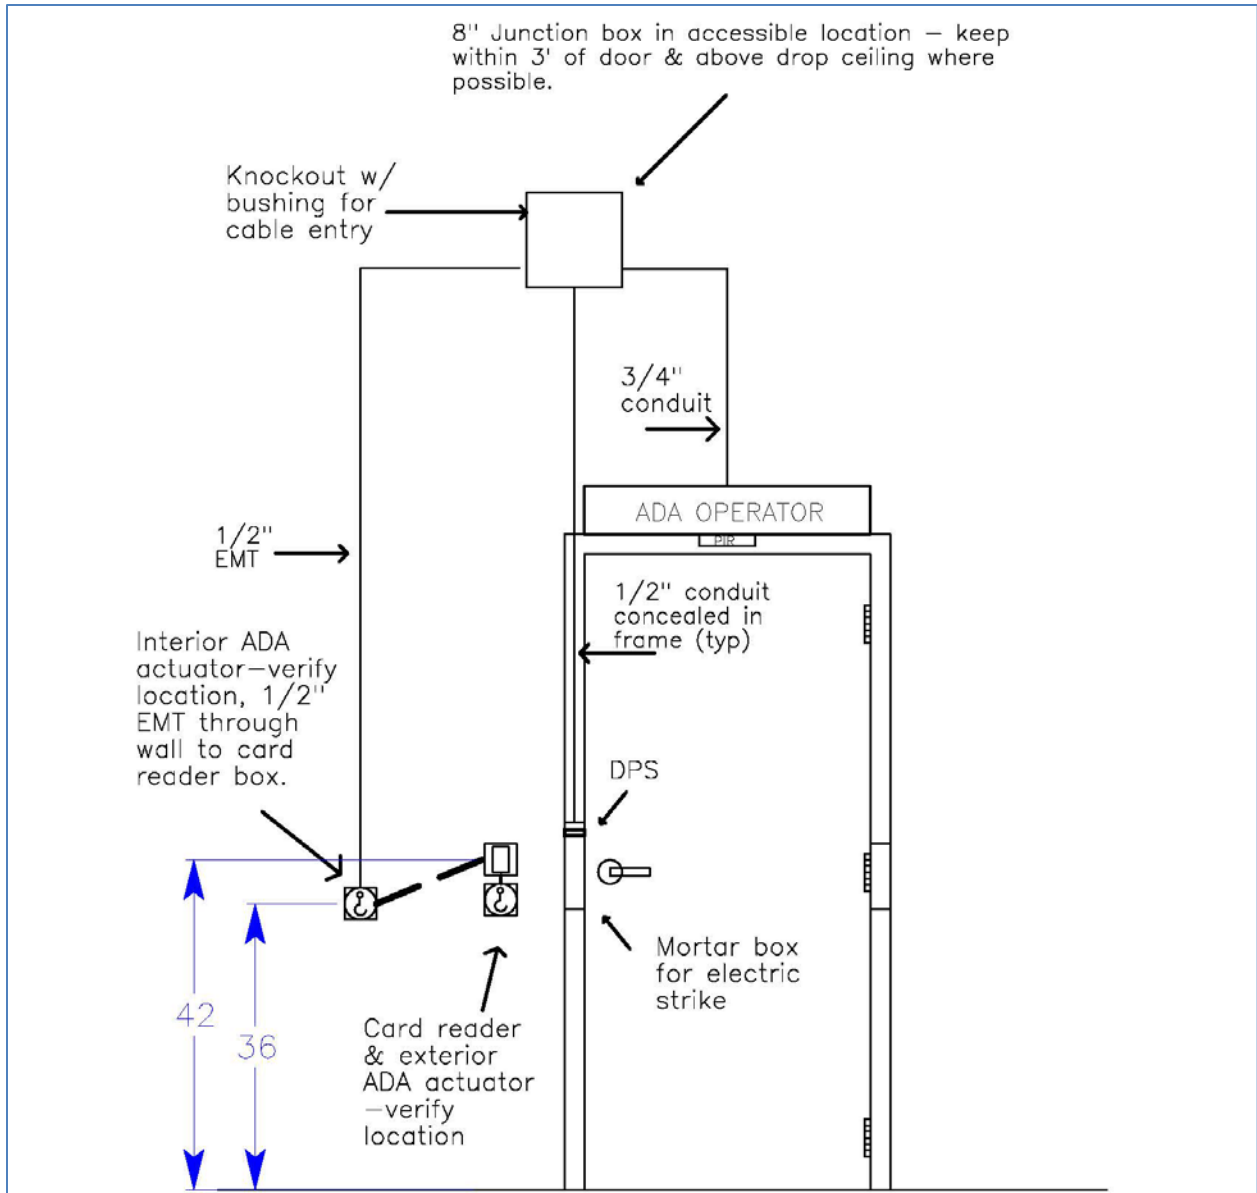 8" Junction box in accessible location – keep
within 3' of door & above drop ceiling where
possible.
Knockout w/
bushing for
cable entry
3/4"
conduit
ADA OPERATOR
PIR
1/2"
EMT
1/2" conduit
concealed in
frame (typ)
Interior ADA
actuator–verify
location, 1/2"
EMT through
wall to card
reader box.
DPS
Mortar box
for electric
strike
42
36
Card reader
& exterior
ADA actuator
–verify
location